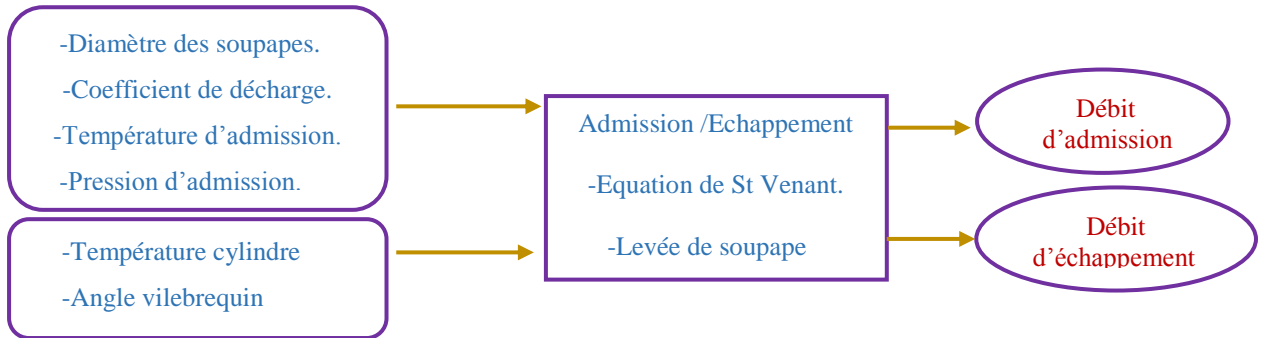 -Diamètre des soupapes.
-Coefficient de décharge.
-Température d’admission.
-Pression d’admission.
-Température cylindre
-Angle vilebrequin
Admission /Echappement
-Equation de St Venant.
-Levée de soupape
Débit
d’admission
Débit
d’échappement